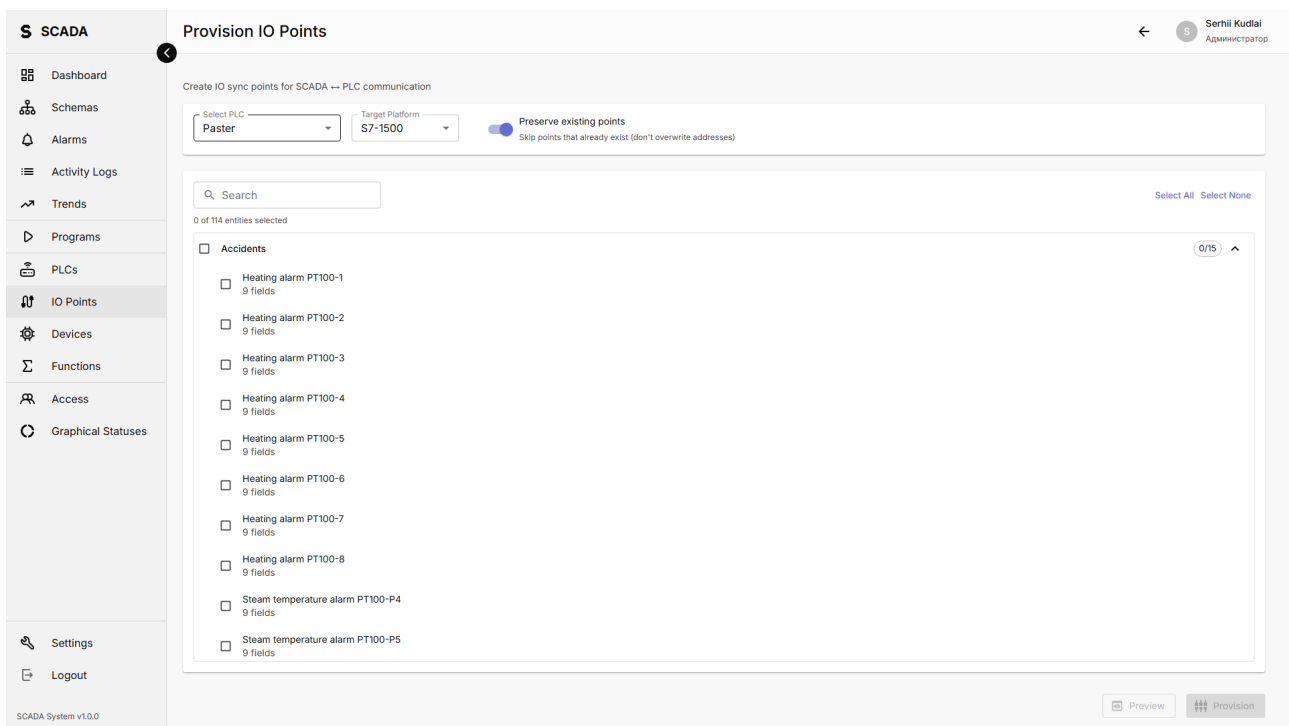 SCADA
Provision IO Points
Serhii Kudlai
S
Администратор
Dashboard
Schemas
Alarms
Activity Logs
Trends
Programs
PLCs
IO Points
Devices
Functions
Access
Graphical Statuses
Settings
Logout
SCADA System v1.0.0
Create IO sync points for SCADA ↔ PLC communication
Select PLC
Paster
Target Platform
S7-1500
Preserve existing points
Skip points that already exist (don't overwrite addresses)
Search
Select All Select None
0 of 114 entities selected
Accidents
0/15
Heating alarm PT100-1
9 fields
Heating alarm PT100-2
9 fields
Heating alarm PT100-3
9 fields
Heating alarm PT100-4
9 fields
Heating alarm PT100-5
9 fields
Heating alarm PT100-6
9 fields
Heating alarm PT100-7
9 fields
Heating alarm PT100-8
9 fields
Steam temperature alarm PT100-P4
9 fields
Steam temperature alarm PT100-P5
9 fields
Preview
Provision